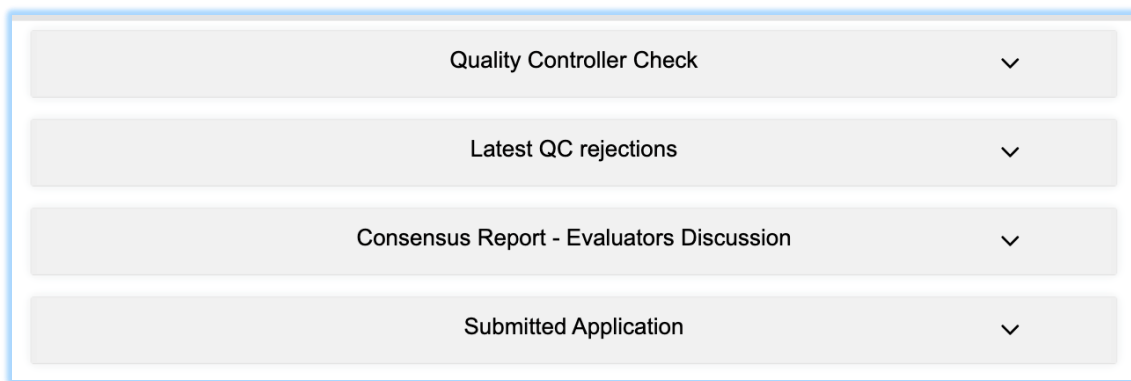 Quality Controller Check
Latest QC rejections
Consensus Report - Evaluators Discussion
Submitted Application